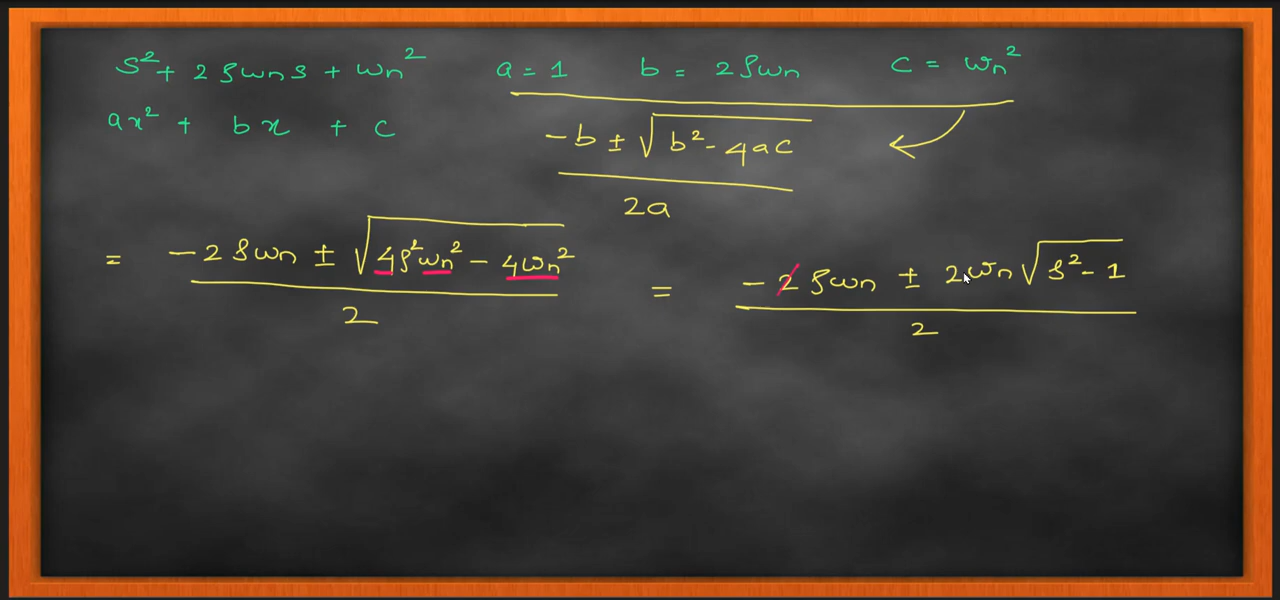 s² + 2ζωn s + ωn² a = 1 b = 2ζωn c = ωn²
ax² + bx + c
-b ± √(b² - 4ac)
2a
= -2ζωn ± √(4ζ²ωn² - 4ωn²) / 2 = -2ζωn ± 2ωn√(ζ² - 1) / 2